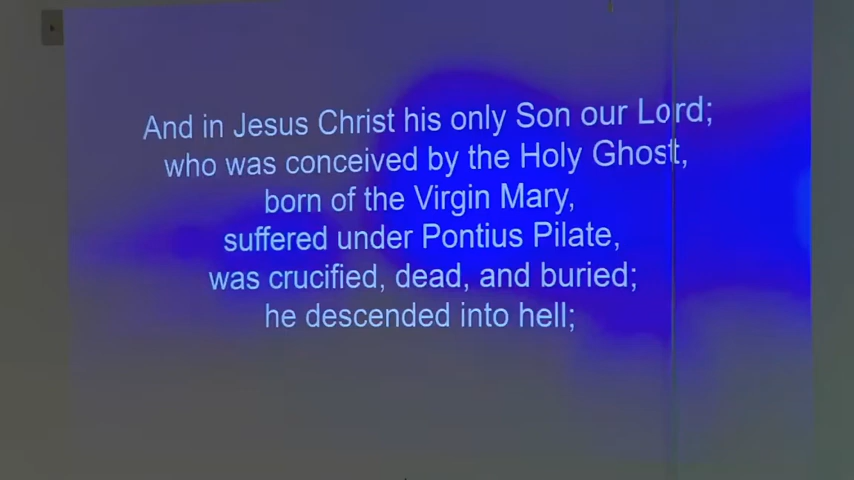 And in Jesus Christ his only Son our Lord;
who was conceived by the Holy Ghost,
born of the Virgin Mary,
suffered under Pontius Pilate,
was crucified, dead, and buried;
he descended into hell;